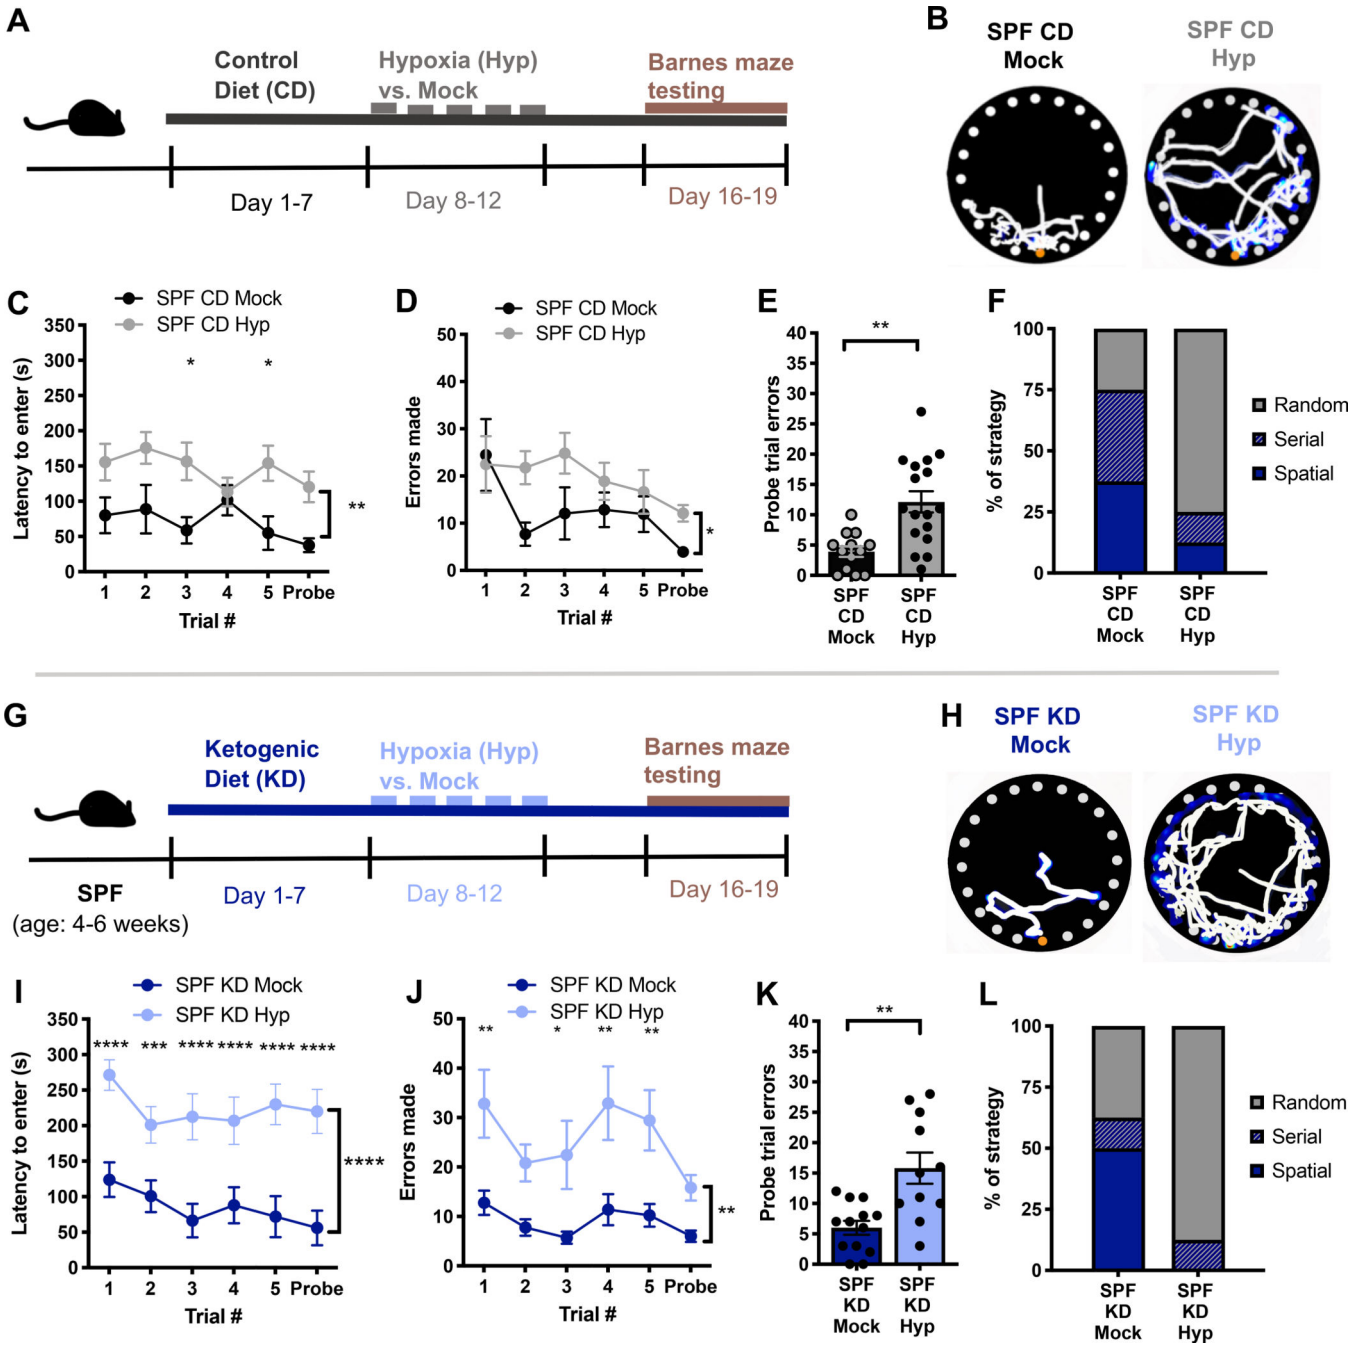 A
Control
Diet (CD)
Hypoxia (Hyp)
vs. Mock
Barnes maze
testing
Day 1-7
Day 8-12
Day 16-19
B
SPF CD
Mock
SPF CD
Hyp
C
SPF CD Mock
SPF CD Hyp
Latency to enter (s)
350
300
250
200
150
100
50
0
*
*
**
1 2 3 4 5 Probe
Trial #
D
SPF CD Mock
SPF CD Hyp
Errors made
50
40
30
20
10
0
*
1 2 3 4 5 Probe
Trial #
E
**
Probe trial errors
40
35
30
25
20
15
10
5
0
SPF
CD
Mock
SPF
CD
Hyp
F
% of strategy
100
75
50
25
0
SPF
CD
Mock
SPF
CD
Hyp
Random
Serial
Spatial
G
Ketogenic
Diet (KD)
Hypoxia (Hyp)
vs. Mock
Barnes maze
testing
SPF
(age: 4-6 weeks)
Day 1-7
Day 8-12
Day 16-19
H
SPF KD
Mock
SPF KD
Hyp
I
SPF KD Mock
SPF KD Hyp
Latency to enter (s)
350
300
250
200
150
100
50
0
**** *** **** **** **** ****
****
1 2 3 4 5 Probe
Trial #
J
SPF KD Mock
SPF KD Hyp
Errors made
50
40
30
20
10
0
** * ** **
**
1 2 3 4 5 Probe
Trial #
K
**
Probe trial errors
40
35
30
25
20
15
10
5
0
SPF
KD
Mock
SPF
KD
Hyp
L
% of strategy
100
75
50
25
0
SPF
KD
Mock
SPF
KD
Hyp
Random
Serial
Spatial